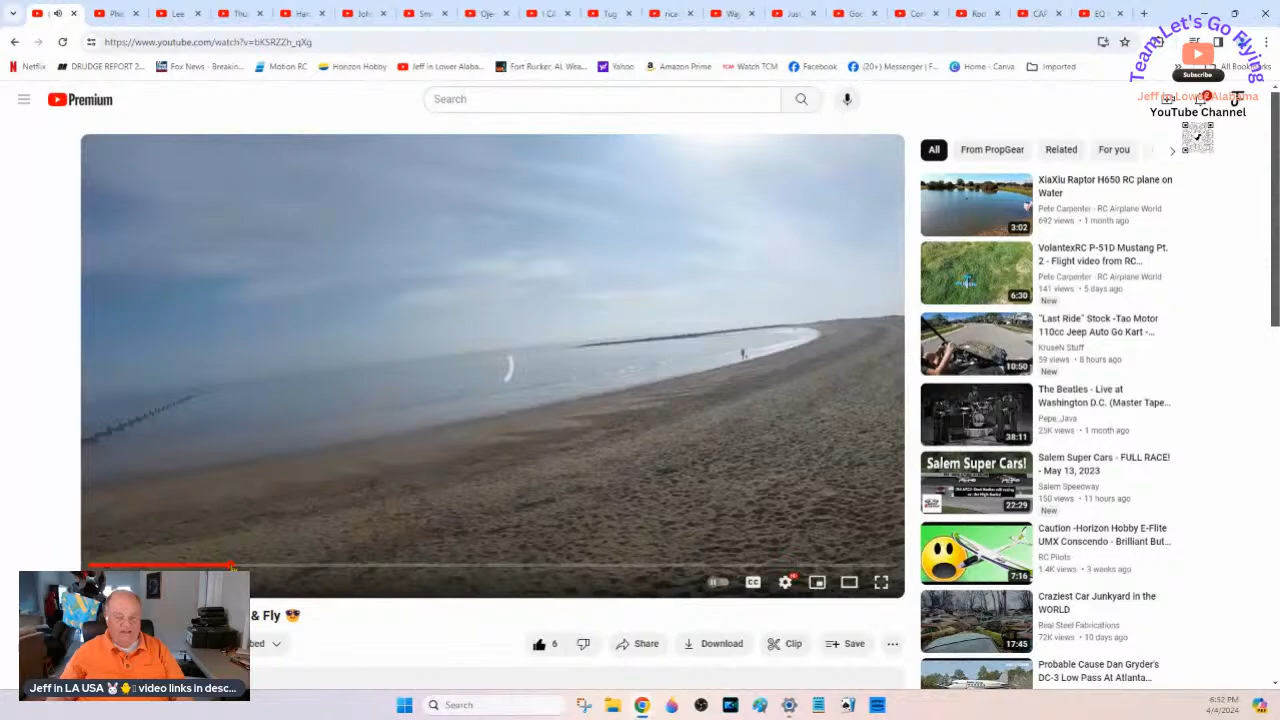 https://www.youtube.com/watch?v=bKSRZZh_qXg
Team Let's Go Flying
Netflix
DRUDGE REPORT 2...
Fox News - Breakin...
Motion RC
Horizon Hobby
Jeff in Lower Alaba...
Fort Rucker, AL Wea...
Yahoo
Amazon Prime
TCM
Watch TCM
Facebook
(20+) Messenger | F...
Home - Canva
Imported
Subscribe
Jeff in Lower Alabama
YouTube Channel
Premium
Search
All
From PropGear
Related
For you
XiaXiu Raptor H650 RC plane on
Water
Pete Carpenter - RC Airplane World
692 views • 1 month ago
3:02
VolantexRC P-51D Mustang Pt.
2 - Flight video from RC...
Pete Carpenter - RC Airplane World
141 views • 5 days ago
New
6:30
"Last Ride" Stock -Tao Motor
110cc Jeep Auto Go Kart -...
KruseN Stuff
59 views • 8 hours ago
New
10:50
The Beatles - Live at
Washington D.C. (Master Tape...
Pepe_Java
25K views • 1 month ago
38:11
Salem Super Cars!
Salem Super Cars - FULL RACE!
- May 13, 2023
Salem Speedway
150 views • 11 hours ago
New
22:29
Caution -Horizon Hobby E-Flite
UMX Conscendo - Brilliant But...
RC Pilots
1.4K views • 3 weeks ago
7:16
Craziest Car Junkyard in the
WORLD
Real Steel Fabrications
72K views • 10 days ago
17:45
Probable Cause Dan Gryder's
DC-3 Low Pass At Atlanta...
& Fly 😎
Share
Download
Clip
Save
Jeff in LA USA 🐰 🐥 video links in desc...
Search
6:52 PM
4/4/2024